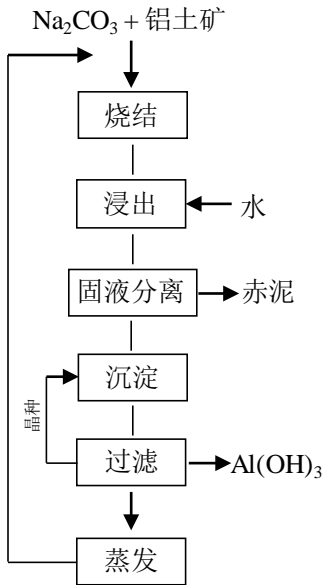 Na₂CO₃ + 铝土矿
烧结
浸出
水
固液分离
赤泥
沉淀
晶种
过滤
Al(OH)₃
蒸发